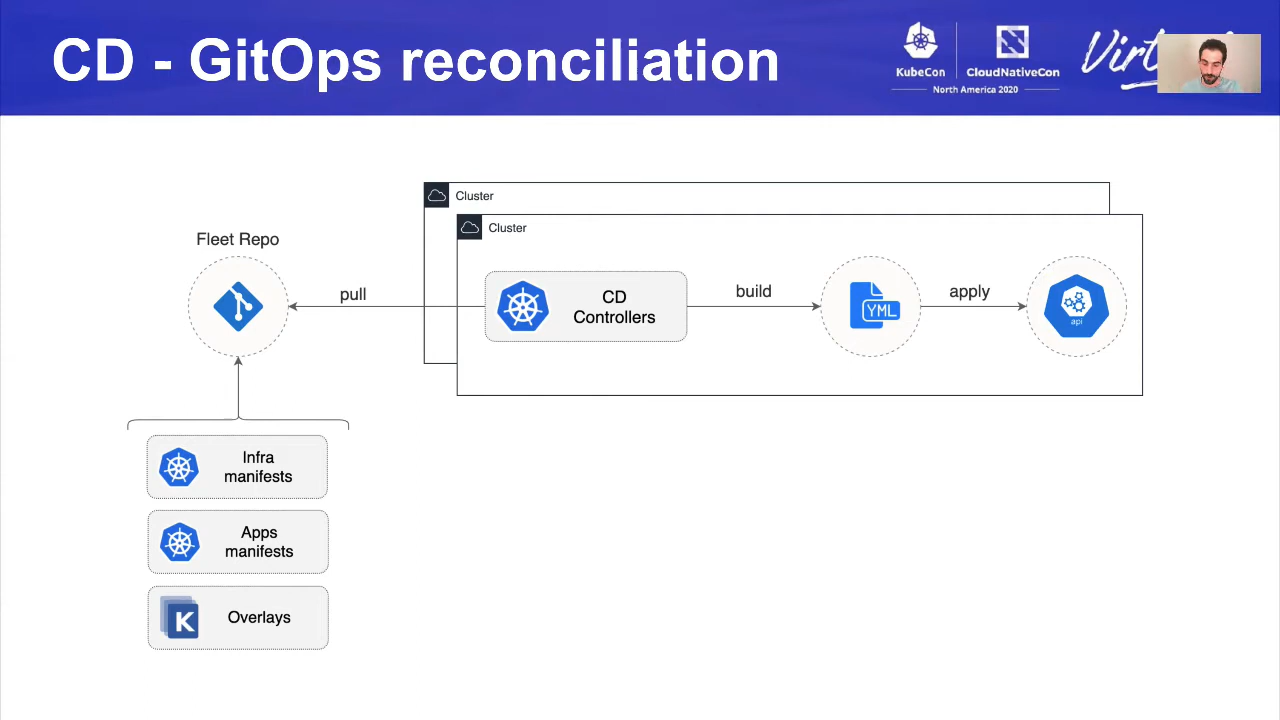 CD - GitOps reconciliation
KubeCon
CloudNativeCon
North America 2020
Cluster
Cluster
Fleet Repo
pull
CD
Controllers
build
YML
apply
api
Infra
manifests
Apps
manifests
K
Overlays